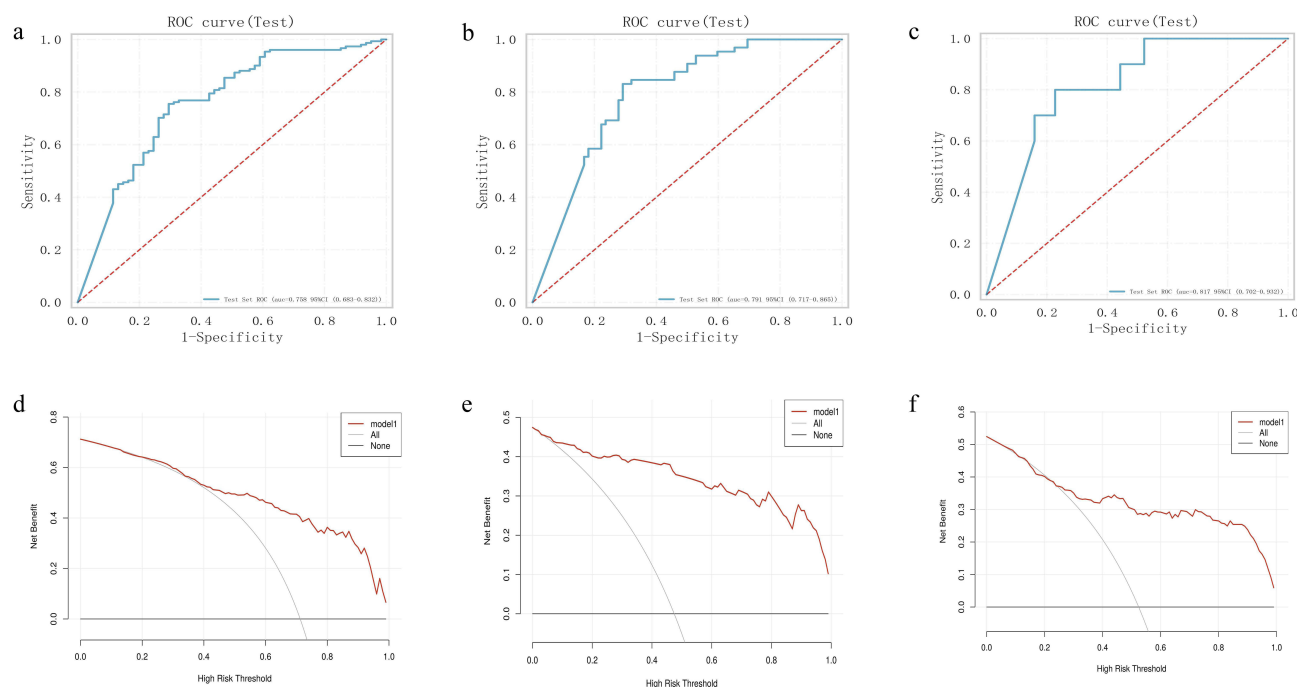 a
ROC curve(Test)
1.0
0.8
0.6
0.4
0.2
0.0
Sensitivity
Test Set ROC (auc=0.758 95%CI (0.683-0.832))
0.0 0.2 0.4 0.6 0.8 1.0
1-Specificity
b
ROC curve(Test)
1.0
0.8
0.6
0.4
0.2
0.0
Sensitivity
Test Set ROC (auc=0.791 95%CI (0.717-0.865))
0.0 0.2 0.4 0.6 0.8 1.0
1-Specificity
c
ROC curve(Test)
1.0
0.8
0.6
0.4
0.2
0.0
Sensitivity
Test Set ROC (auc=0.817 95%CI (0.702-0.932))
0.0 0.2 0.4 0.6 0.8 1.0
1-Specificity
d
0.8
0.6
0.4
0.2
0.0
Net Benefit
model1
All
None
0.0 0.2 0.4 0.6 0.8 1.0
High Risk Threshold
e
0.5
0.4
0.3
0.2
0.1
0.0
Net Benefit
model1
All
None
0.0 0.2 0.4 0.6 0.8 1.0
High Risk Threshold
f
0.6
0.5
0.4
0.3
0.2
0.1
0.0
Net Benefit
model1
All
None
0.0 0.2 0.4 0.6 0.8 1.0
High Risk Threshold